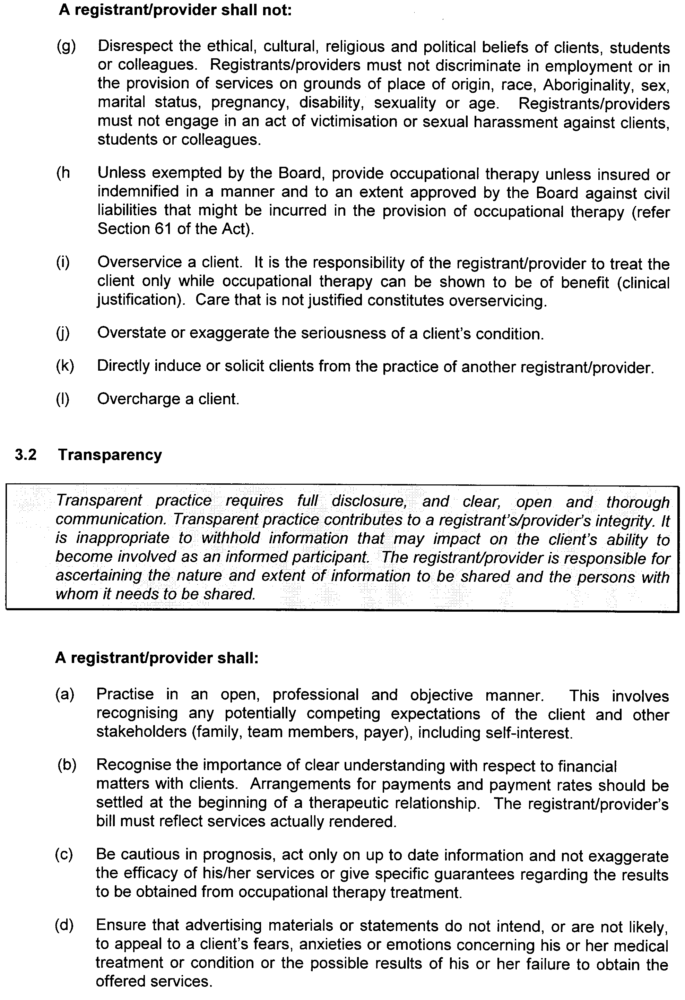 A registrant/provider shall not:
(g) Disrespect the ethical, cultural, religious and political beliefs of clients, students
or colleagues. Registrants/providers must not discriminate in employment or in
the provision of services on grounds of place of origin, race, Aboriginality, sex,
marital status, pregnancy, disability, sexuality or age. Registrants/providers
must not engage in an act of victimisation or sexual harassment against clients,
students or colleagues.
(h Unless exempted by the Board, provide occupational therapy unless insured or
indemnified in a manner and to an extent approved by the Board against civil
liabilities that might be incurred in the provision of occupational therapy (refer
Section 61 of the Act).
(i) Overservice a client. It is the responsibility of the registrant/provider to treat the
client only while occupational therapy can be shown to be of benefit (clinical
justification). Care that is not justified constitutes overservicing.
(j) Overstate or exaggerate the seriousness of a client's condition.
(k) Directly induce or solicit clients from the practice of another registrant/provider.
(l) Overcharge a client.
3.2 Transparency
Transparent practice requires full disclosure, and clear, open and thorough
communication. Transparent practice contributes to a registrant's/provider's integrity. It
is inappropriate to withhold information that may impact on the client's ability to
become involved as an informed participant. The registrant/provider is responsible for
ascertaining the nature and extent of information to be shared and the persons with
whom it needs to be shared.
A registrant/provider shall:
(a) Practise in an open, professional and objective manner. This involves
recognising any potentially competing expectations of the client and other
stakeholders (family, team members, payer), including self-interest.
(b) Recognise the importance of clear understanding with respect to financial
matters with clients. Arrangements for payments and payment rates should be
settled at the beginning of a therapeutic relationship. The registrant/provider's
bill must reflect services actually rendered.
(c) Be cautious in prognosis, act only on up to date information and not exaggerate
the efficacy of his/her services or give specific guarantees regarding the results
to be obtained from occupational therapy treatment.
(d) Ensure that advertising materials or statements do not intend, or are not likely,
to appeal to a client's fears, anxieties or emotions concerning his or her medical
treatment or condition or the possible results of his or her failure to obtain the
offered services.